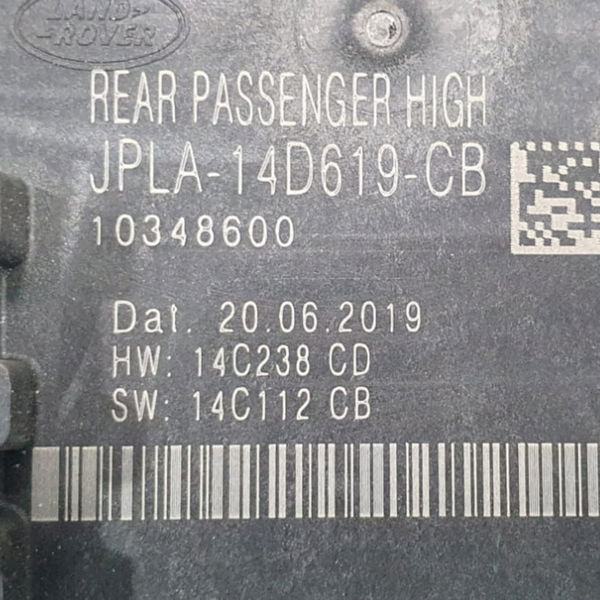 LAND
ROVER
REAR PASSENGER HIGH
JPLA-14D619-CB
10348600
Dat. 20.06.2019
HW: 14C238 CD
SW: 14C112 CB